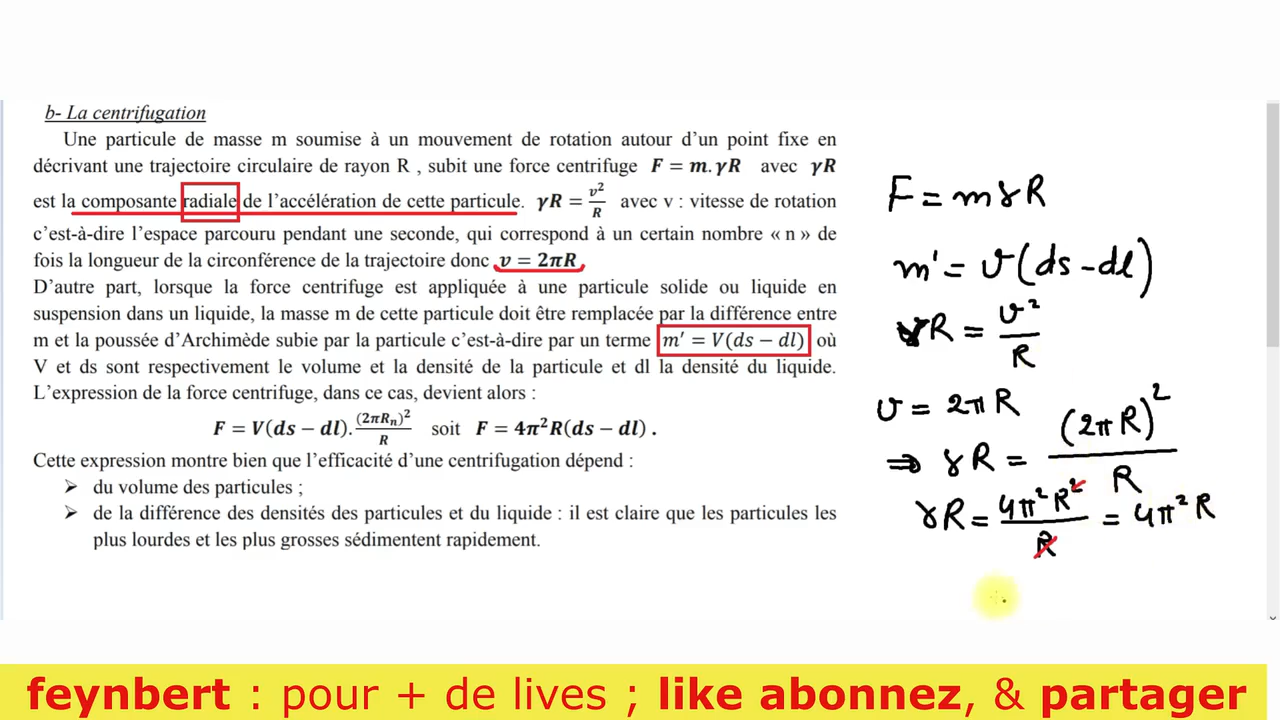 b- La centrifugation
Une particule de masse m soumise à un mouvement de rotation autour d'un point fixe en
décrivant une trajectoire circulaire de rayon R , subit une force centrifuge F = m.γR avec γR
est la composante radiale de l'accélération de cette particule. γR = v²/R avec v : vitesse de rotation
c'est-à-dire l'espace parcouru pendant une seconde, qui correspond à un certain nombre « n » de
fois la longueur de la circonférence de la trajectoire donc v = 2πR,
D'autre part, lorsque la force centrifuge est appliquée à une particule solide ou liquide en
suspension dans un liquide, la masse m de cette particule doit être remplacée par la différence entre
m et la poussée d'Archimède subie par la particule c'est-à-dire par un terme m′ = V(ds − dl) où
V et ds sont respectivement le volume et la densité de la particule et dl la densité du liquide.
L'expression de la force centrifuge, dans ce cas, devient alors :
F = V(ds − dl). (2πRₙ)²/R soit F = 4π²R(ds − dl) .
Cette expression montre bien que l'efficacité d'une centrifugation dépend :
➢ du volume des particules ;
➢ de la différence des densités des particules et du liquide : il est claire que les particules les
plus lourdes et les plus grosses sédimentent rapidement.
F = mγR
m' = v(ds - dl)
γR = v²/R
v = 2πR
⇒ γR = (2πR)²/R
γR = 4π²R²/R = 4π²R
feynbert : pour + de lives ; like abonnez, & partager